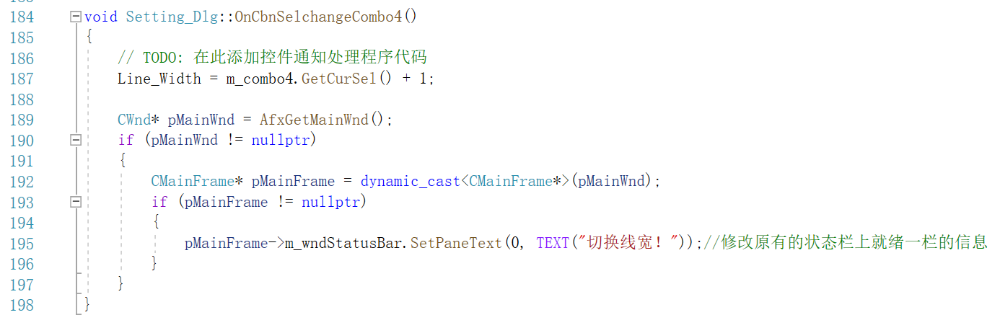 184 void Setting_Dlg::OnCbnSelchangeCombo4()
185 {
186 // TODO: 在此添加控件通知处理程序代码
187 Line_Width = m_combo4.GetCurSel() + 1;
188
189 CWnd* pMainWnd = AfxGetMainWnd();
190 if (pMainWnd != nullptr)
191 {
192 CMainFrame* pMainFrame = dynamic_cast<CMainFrame*>(pMainWnd);
193 if (pMainFrame != nullptr)
194 {
195 pMainFrame->m_wndStatusBar.SetPaneText(0, TEXT("切换线宽！"));//修改原有的状态栏上就绪一栏的信息
196 }
197 }
198 }